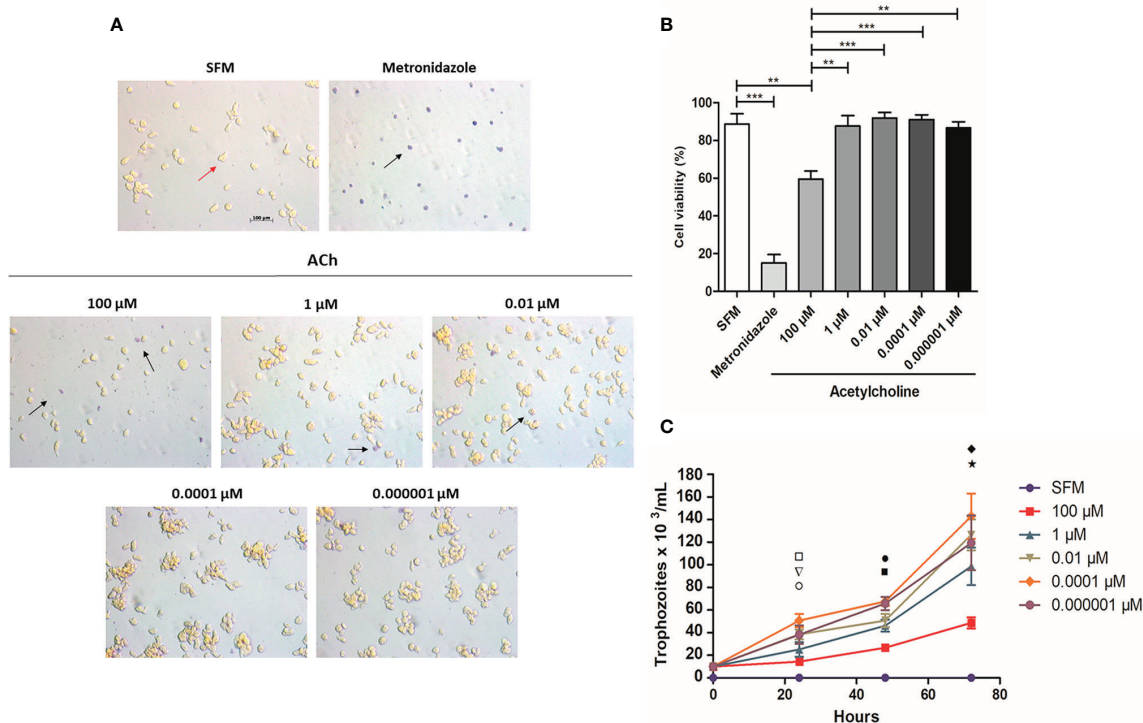 A
SFM
Metronidazole
100 µm
ACh
100 µM
1 µM
0.01 µM
0.0001 µM
0.000001 µM
B
**
***
***
**
**
***
Cell viability (%)
100
80
60
40
20
0
SFM
Metronidazole
100 µM
1 µM
0.01 µM
0.0001 µM
0.000001 µM
Acetylcholine
C
Trophozoites x 10 3/mL
180
160
140
120
100
80
60
40
20
0
0
20
40
60
80
Hours
SFM
100 µM
1 µM
0.01 µM
0.0001 µM
0.000001 µM